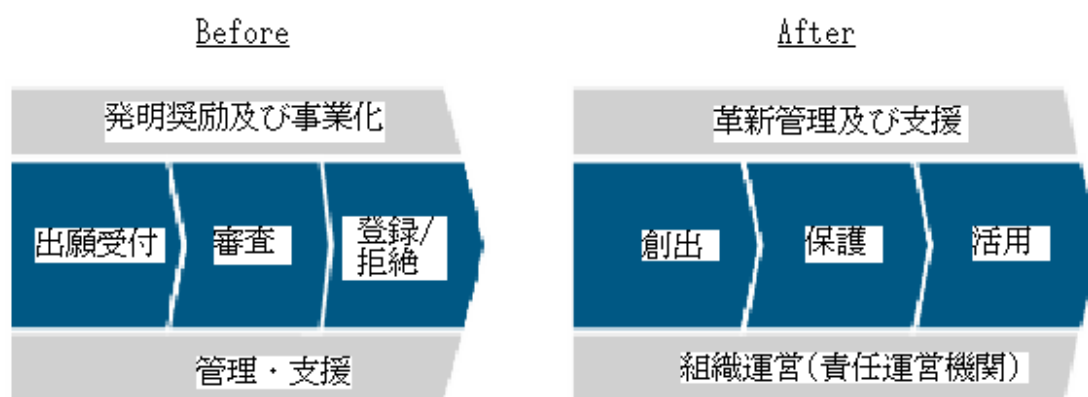 Before
After
発明奨励及び事業化
革新管理及び支援
出願受付
審査
登録/
拒絶
創出
保護
活用
管理・支援
組織運営(責任運営機関)